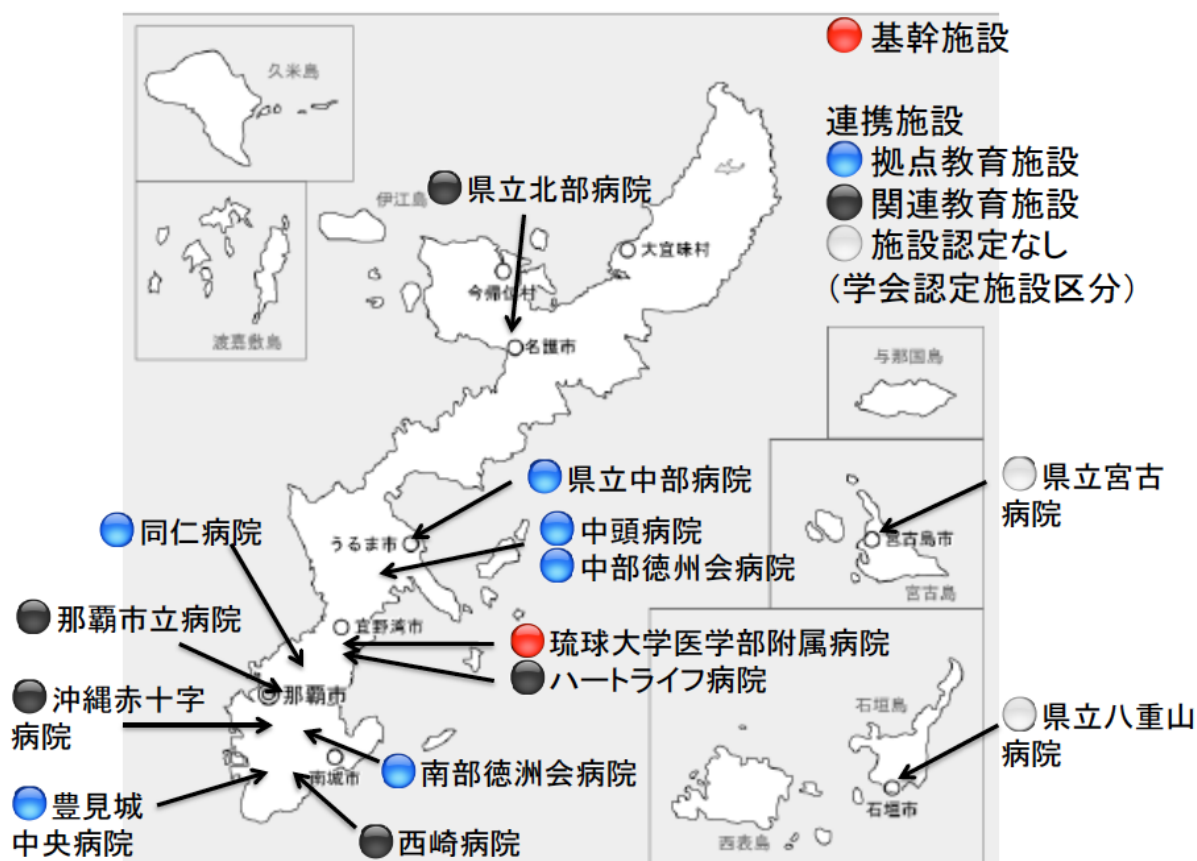 基幹施設
連携施設
拠点教育施設
関連教育施設
施設認定なし
（学会認定施設区分）
久米島
県立北部病院
伊江島
大宜味村
今帰仁村
渡嘉敷島
名護市
与那国島
県立中部病院
県立宮古
病院
同仁病院
中頭病院
うるま市
宮古島市
中部徳州会病院
宮古島
那覇市立病院
宜野湾市
琉球大学医学部附属病院
ハートライフ病院
沖縄赤十字
病院
那覇市
石垣島
県立八重山
病院
南城市
南部徳洲会病院
豊見城
中央病院
石垣市
西崎病院
西表島